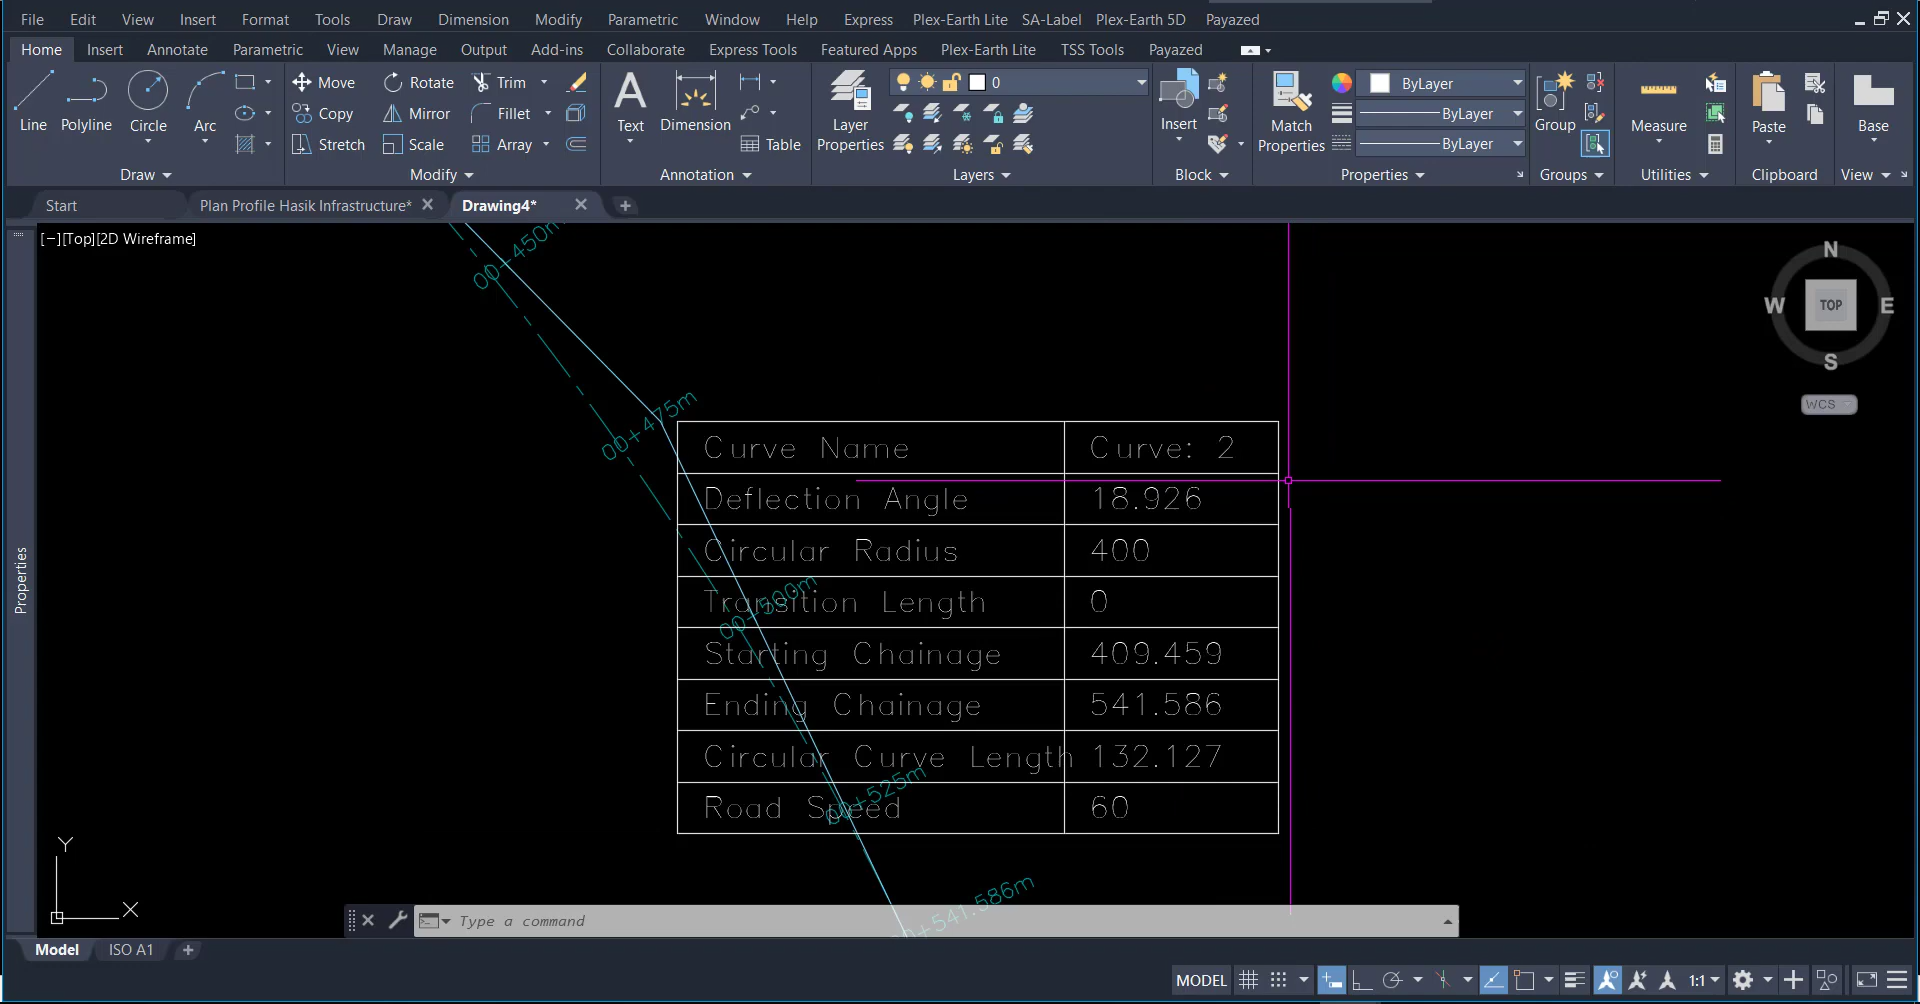 File Edit View Insert Format Tools Draw Dimension Modify Parametric Window Help Express Plex-Earth Lite SA-Label Plex-Earth 5D Payazed
Home Insert Annotate Parametric View Manage Output Add-ins Collaborate Express Tools Featured Apps Plex-Earth Lite TSS Tools Payazed
Line Polyline Circle Arc
Move Rotate Trim
Copy Mirror Fillet
Stretch Scale Array
Text Dimension Table
Layer Properties
0
Insert
Match Properties
ByLayer
ByLayer
ByLayer
Group
Measure
Paste
Base
Draw Modify Annotation Layers Block Properties Groups Utilities Clipboard View
Start Plan Profile Hasik Infrastructure* Drawing4*
[−][Top][2D Wireframe]
N
W TOP E
S
WCS
Properties
00+450m
00+475m
00+500m
00+525m
00+541.586m
Curve Name Curve: 2
Deflection Angle 18.926
Circular Radius 400
Transition Length 0
Starting Chainage 409.459
Ending Chainage 541.586
Circular Curve Length 132.127
Road Speed 60
Y
X
Type a command
Model ISO A1
MODEL 1:1